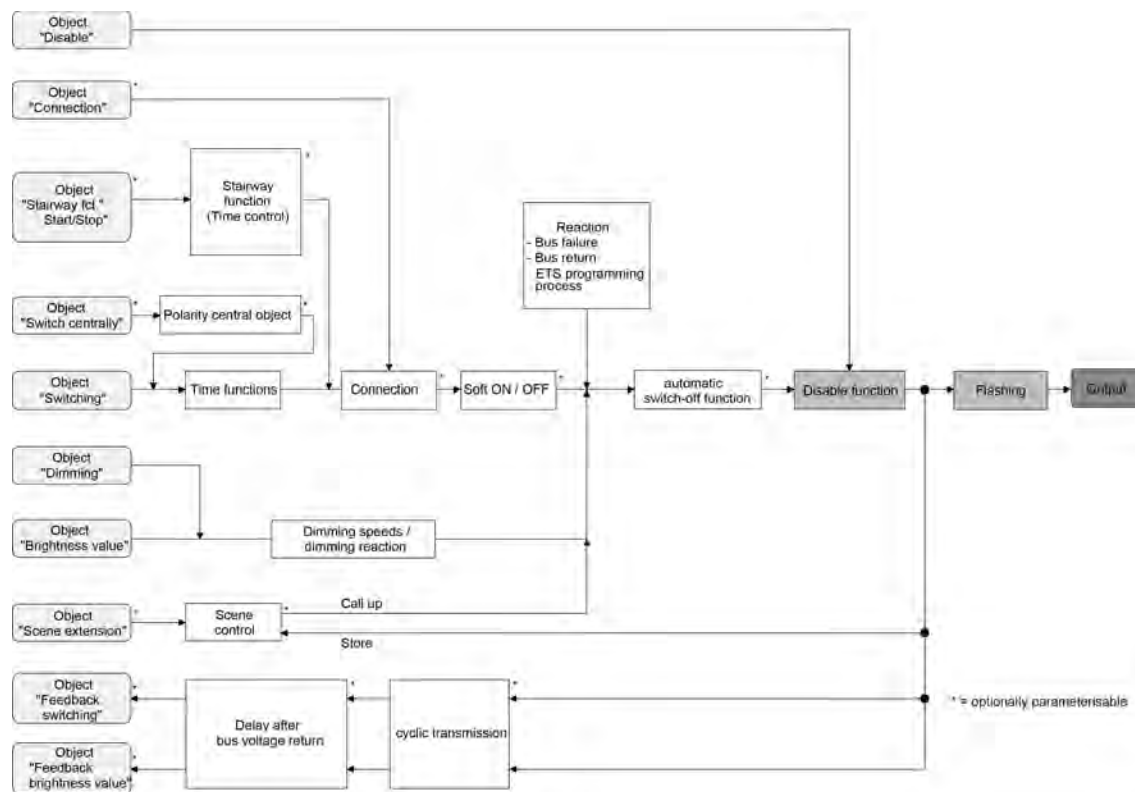 Object
"Disable"
Object
"Connection"
*
Object
"Stairway fct "
Start/Stop"
*
Stairway
function
(Time control)
*
Reaction
- Bus failure
- Bus return
ETS programming
process
Object
"Switch centrally"
*
Polarity central object
*
Object
"Switching"
Time functions
Connection
*
Soft ON / OFF
*
automatic
switch-off function
*
Disable function
Flashing
Output
Object
"Dimming"
Object
"Brightness value"
Dimming speeds /
dimming reaction
Object
"Scene extension"
*
Scene
control
*
Call up
Store
Object
"Feedback
switching"
*
Delay after
bus voltage return
*
cyclic transmission
*
* = optionally parameterisable
Object
"Feedback
brightness value"
*